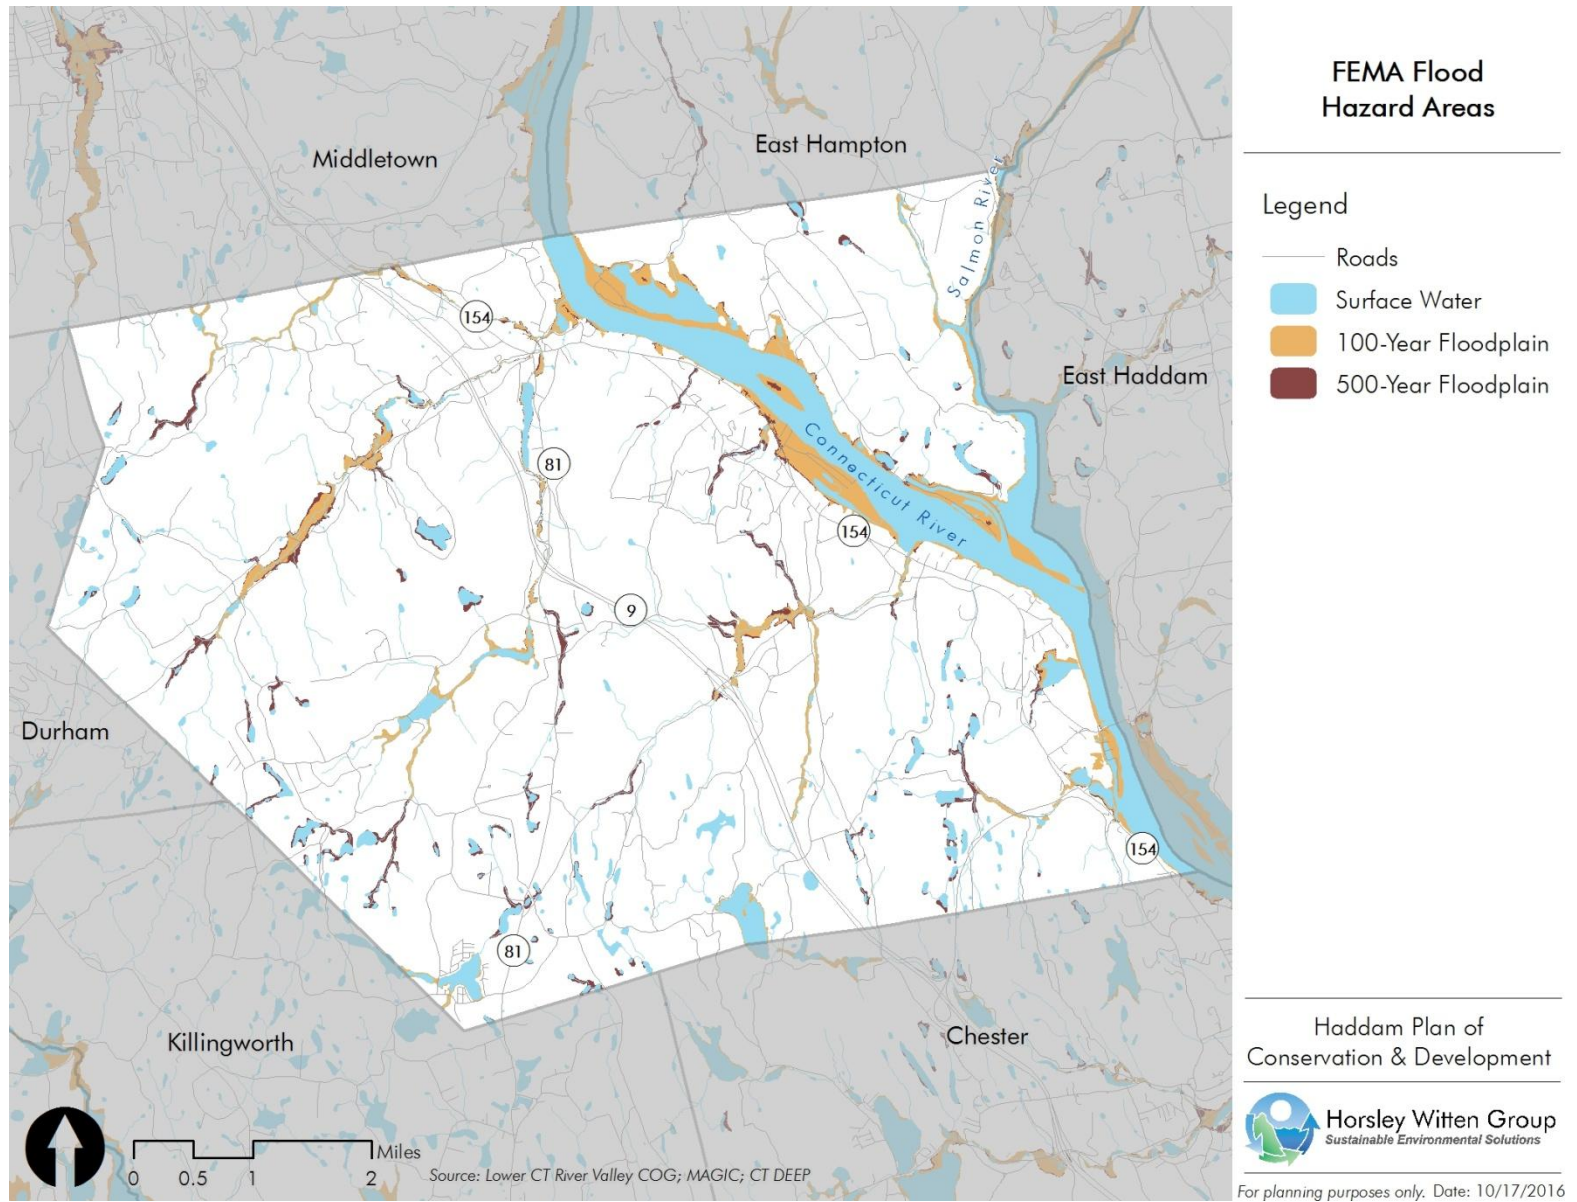 FEMA Flood
Hazard Areas
Legend
Roads
Surface Water
100-Year Floodplain
500-Year Floodplain
Middletown
East Hampton
Salmon River
154
East Haddam
81
Connecticut River
154
9
Durham
154
81
Killingworth
Chester
Miles
0 0.5 1 2
Source: Lower CT River Valley COG; MAGIC; CT DEEP
Haddam Plan of
Conservation & Development
Horsley Witten Group
Sustainable Environmental Solutions
For planning purposes only. Date: 10/17/2016